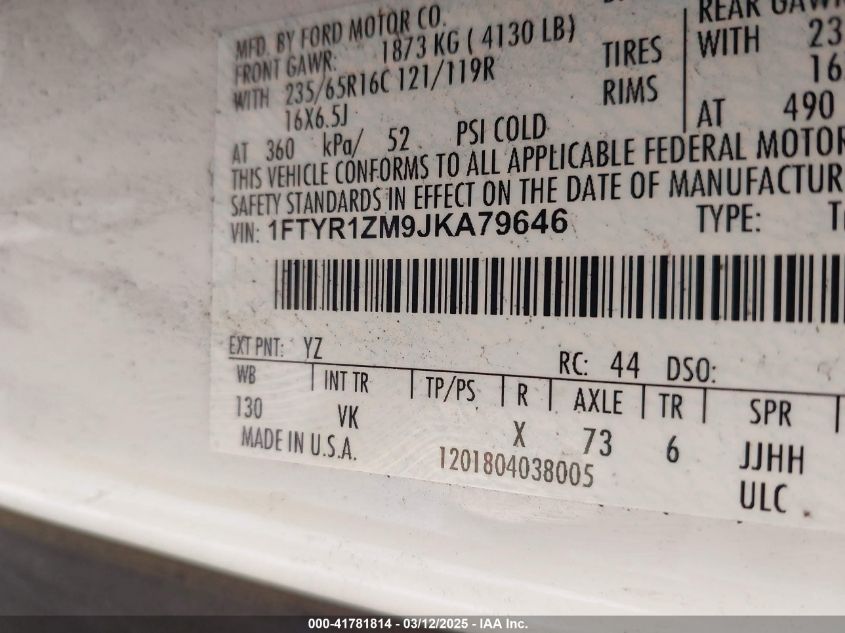 MFD. BY FORD MOTOR CO.
FRONT GAWR: 1873 KG ( 4130 LB)
WITH 235/65R16C 121/119R TIRES
16X6.5J RIMS
AT 360 kPa/ 52 PSI COLD
REAR GAWR
WITH 23
16
AT 490
THIS VEHICLE CONFORMS TO ALL APPLICABLE FEDERAL MOTOR
SAFETY STANDARDS IN EFFECT ON THE DATE OF MANUFACTUR
VIN: 1FTYR1ZM9JKA79646 TYPE:
EXT PNT: YZ RC: 44 DSO:
WB INT TR TP/PS R AXLE TR SPR
130 VK X 73 6 JJHH
MADE IN U.S.A. 1201804038005 ULC
000-41781814 - 03/12/2025 - IAA Inc.